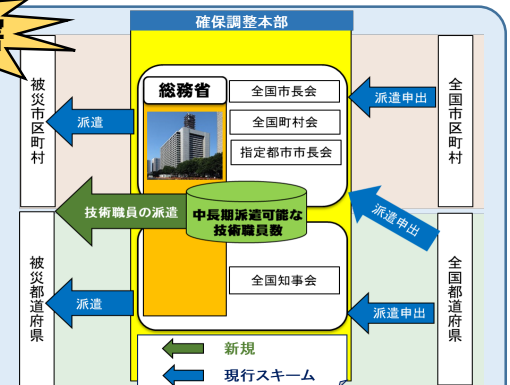 確保調整本部
被災市区町村
派遣
総務省
全国市長会
全国町村会
指定都市市長会
派遣申出
全国市区町村
技術職員の派遣
中長期派遣可能な
技術職員数
派遣申出
被災都道府県
派遣
全国知事会
派遣申出
全国都道府県
新規
現行スキーム